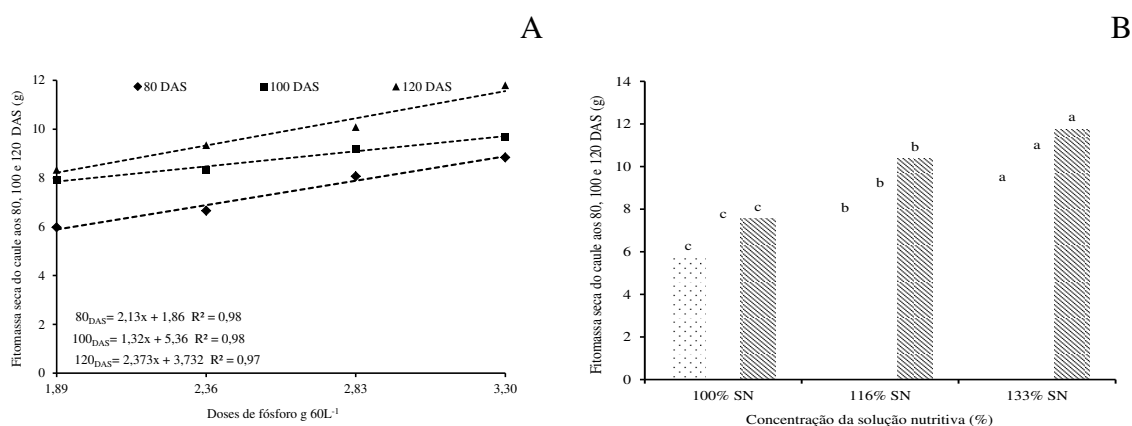 A
Fitomassa seca do caule aos 80, 100 e 120 DAS (g)
12
10
8
6
4
2
0
80 DAS
100 DAS
120 DAS
80DAS= 2,13x + 1,86 R² = 0,98
100DAS= 1,32x + 5,36 R² = 0,98
120DAS= 2,373x + 3,732 R² = 0,97
1,89
2,36
2,83
3,30
Doses de fósforo g 60L-1
B
Fitomassa seca do caule aos 80, 100 e 120 DAS (g)
14
12
10
8
6
4
2
0
c
c
c
b
b
b
a
a
a
100% SN
116% SN
133% SN
Concentração da solução nutritiva (%)